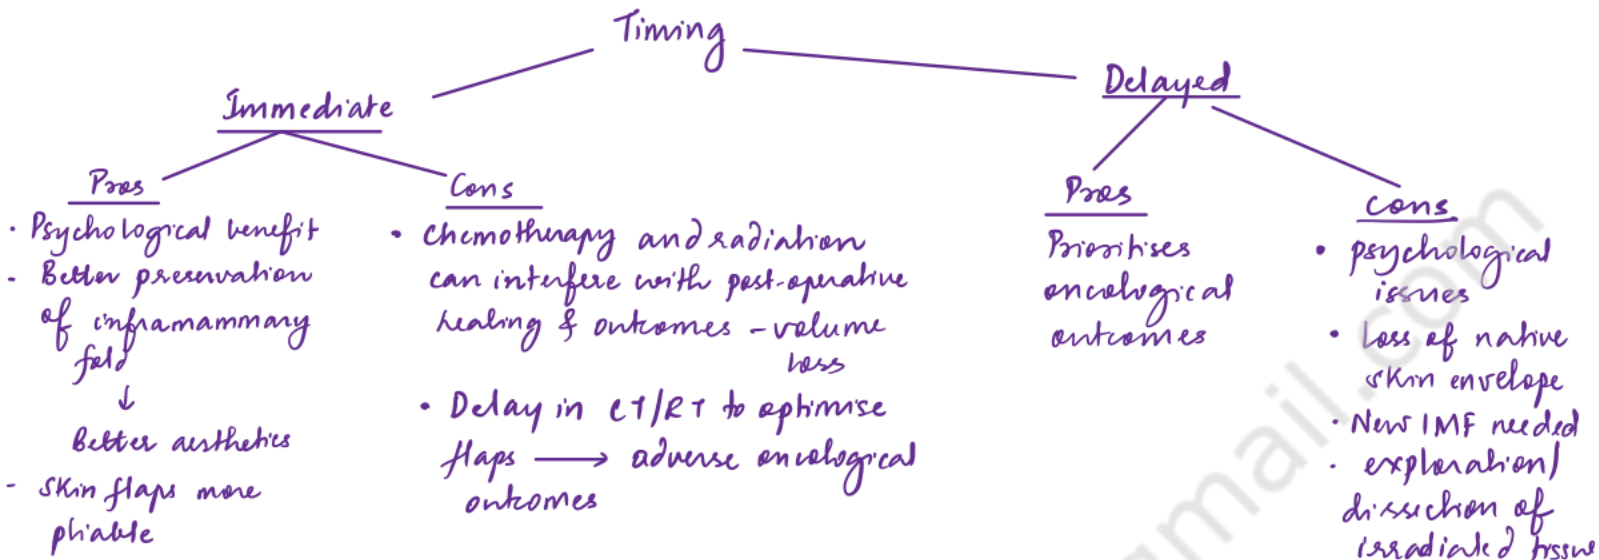 Timing
Immediate
Pros
• Psychological benefit
- Better preservation
of inframammary
fold
↓
Better aesthetics
- Skin flaps more
pliable
Cons
• Chemotherapy and radiation
can interfere with post-operative
healing & outcomes - volume
loss
• Delay in CT/RT to optimise
flaps → adverse oncological
outcomes
Delayed
Pros
Prioritises
oncological
outcomes
Cons
• psychological
issues
• Loss of native
skin envelope
• New IMF needed
• exploration/
dissection of
irradiated tissue
gmail.com